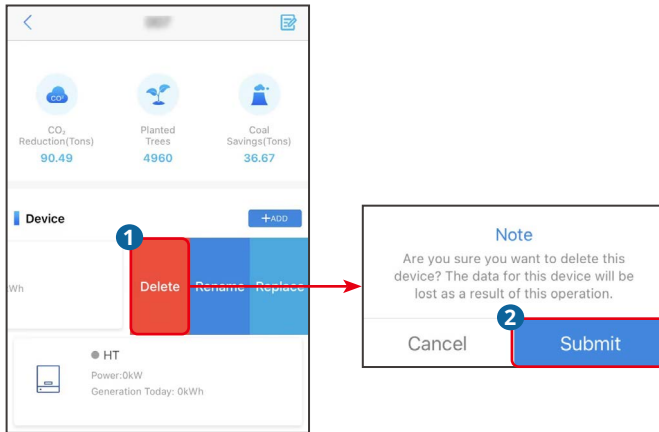 CO₂
Reduction(Tons)
90.49
CO²
Planted
Trees
4960
Coal
Savings(Tons)
36.67
Device
+ADD
1
Wh
Delete
Rename
Replace
HT
Power:0kW
Generation Today: 0kWh
Note
Are you sure you want to delete this
device? The data for this device will be
lost as a result of this operation.
2
Cancel
Submit